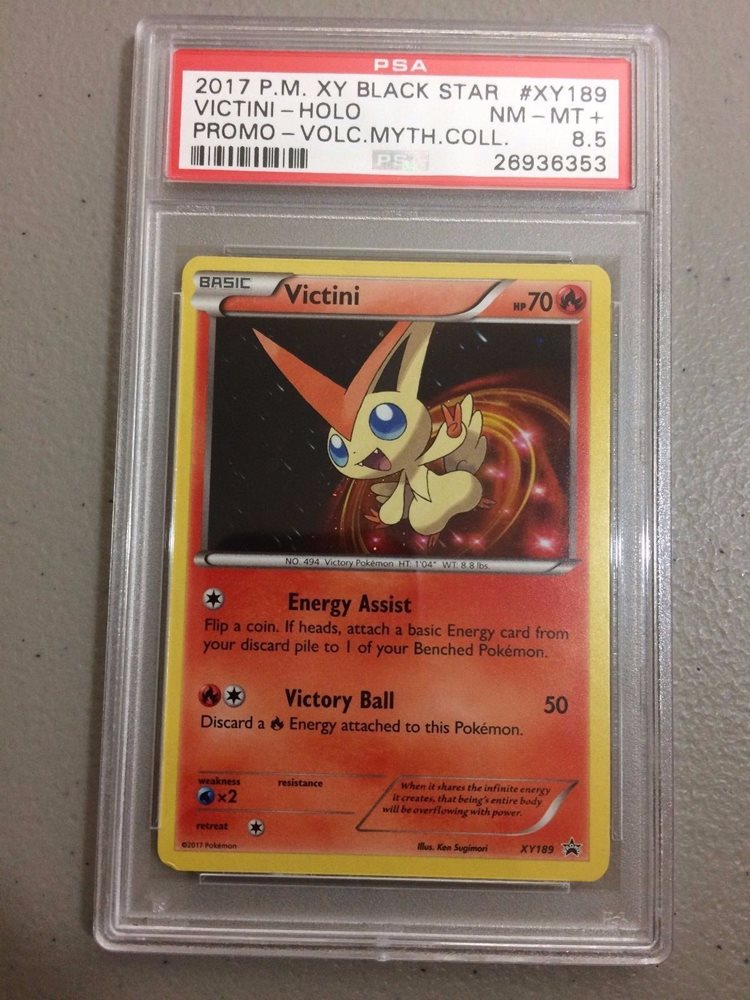 PSA
2017 P.M. XY BLACK STAR #XY189
VICTINI - HOLO NM - MT +
PROMO - VOLC.MYTH.COLL. 8.5
PSA 26936353
BASIC Victini HP70
NO. 494 Victory Pokémon HT: 1'04" WT: 8.8 lbs.
Energy Assist
Flip a coin. If heads, attach a basic Energy card from
your discard pile to 1 of your Benched Pokémon.
Victory Ball 50
Discard a Energy attached to this Pokémon.
weakness resistance
×2
When it shares the infinite energy
it creates, that being's entire body
will be overflowing with power.
retreat
©2017 Pokémon Illus. Ken Sugimori XY189